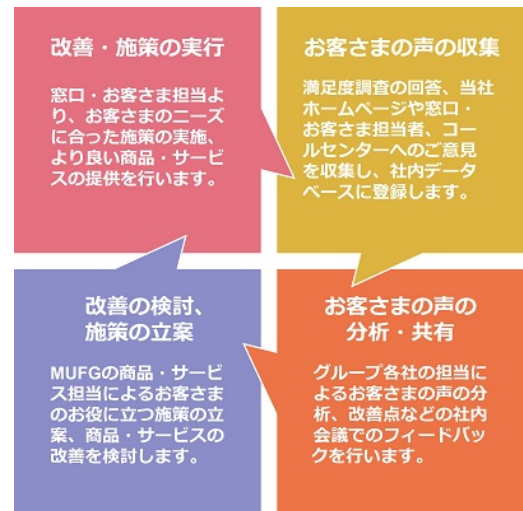 改善・施策の実行
窓口・お客さま担当よ
り、お客さまのニーズ
に合った施策の実施、
より良い商品・サービ
スの提供を行います。
お客さまの声の収集
満足度調査の回答、当社
ホームページや窓口・
お客さま担当者、コー
ルセンターへのご意見
を収集し、社内データ
ベースに登録します。
改善の検討、
施策の立案
MUFGの商品・サービ
ス担当によるお客さま
のお役に立つ施策の立
案、商品・サービスの
改善を検討します。
お客さまの声の
分析・共有
グループ各社の担当に
よるお客さまの声の分
析、改善点などの社内
会議でのフィードバッ
クを行います。